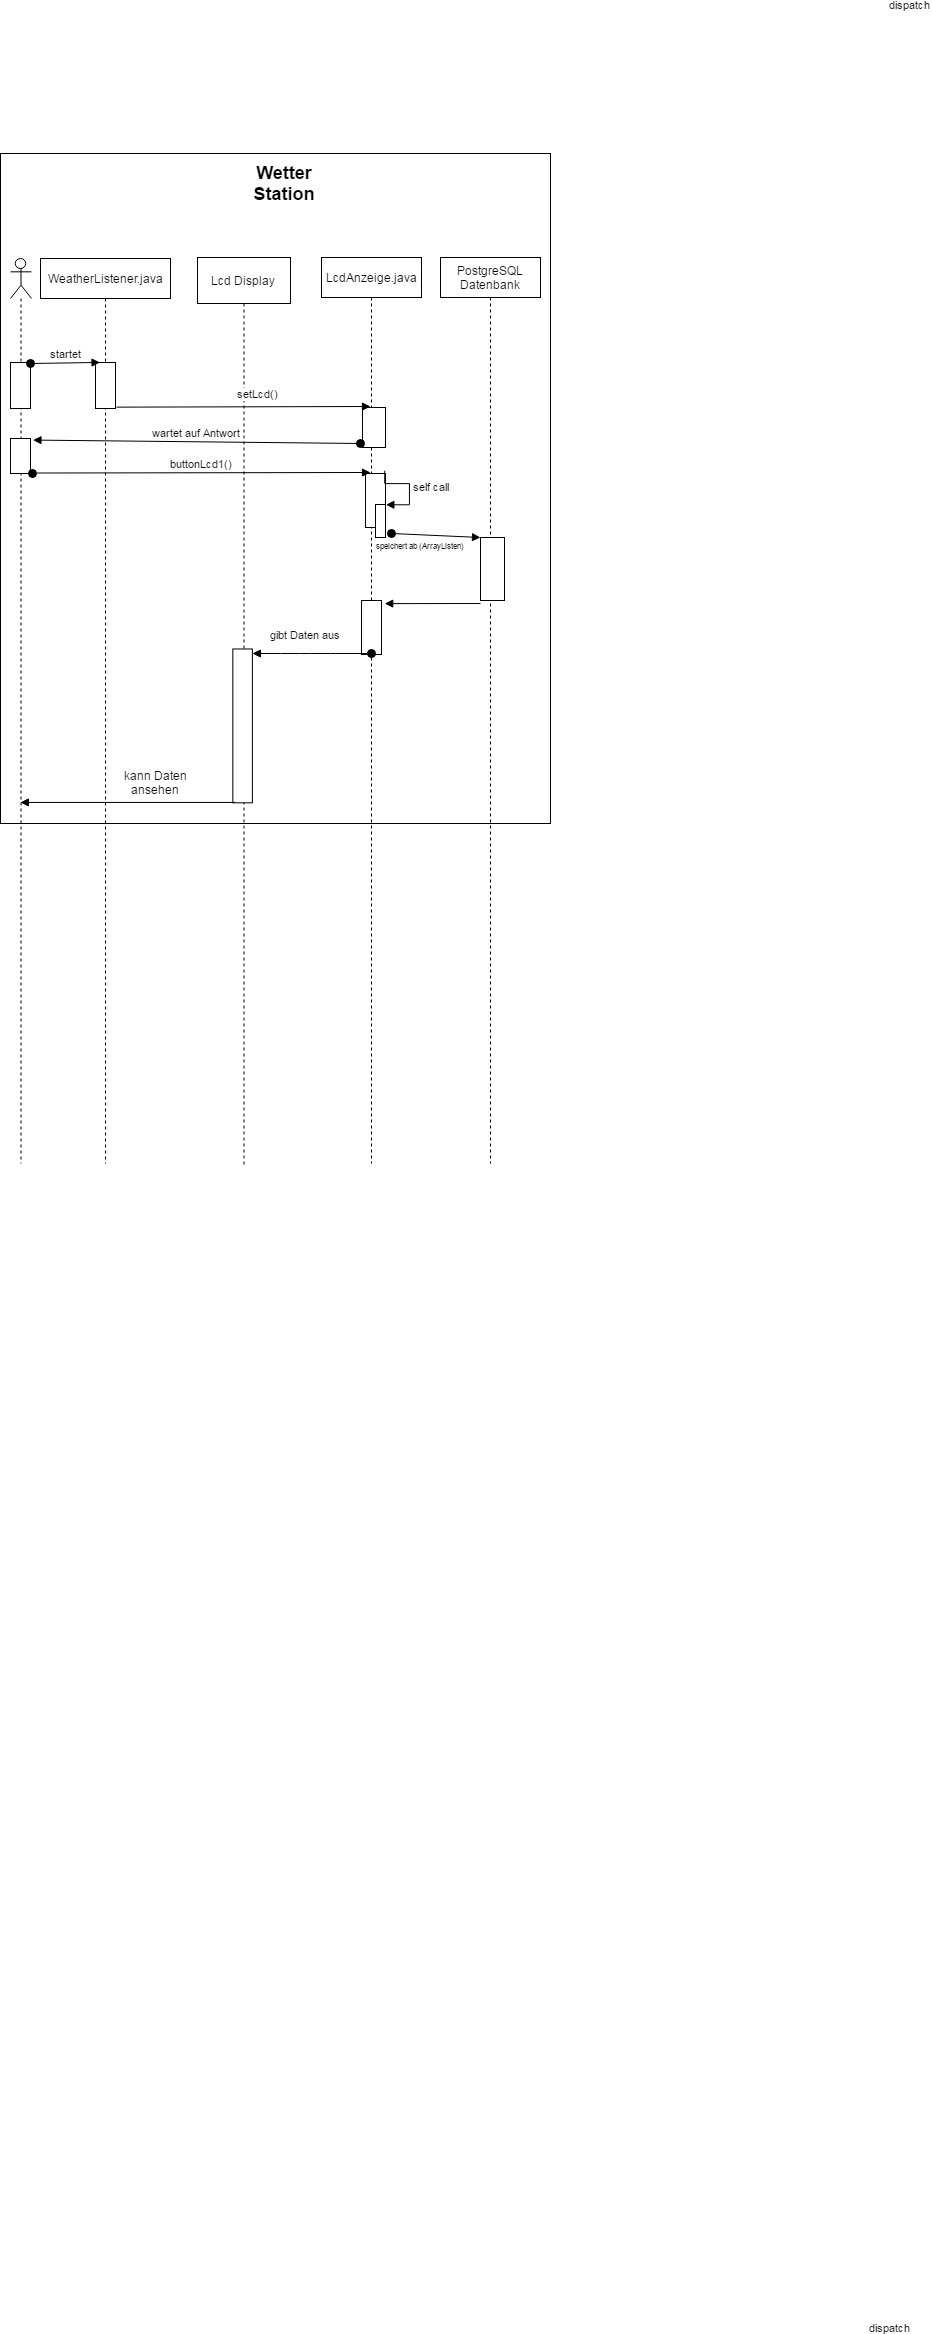 dispatch
Wetter
Station
WeatherListener.java
Lcd Display
LcdAnzeige.java
PostgreSQL
Datenbank
startet
setLcd()
wartet auf Antwort
buttonLcd1()
self call
speichert ab (ArrayListen)
gibt Daten aus
kann Daten
ansehen
dispatch